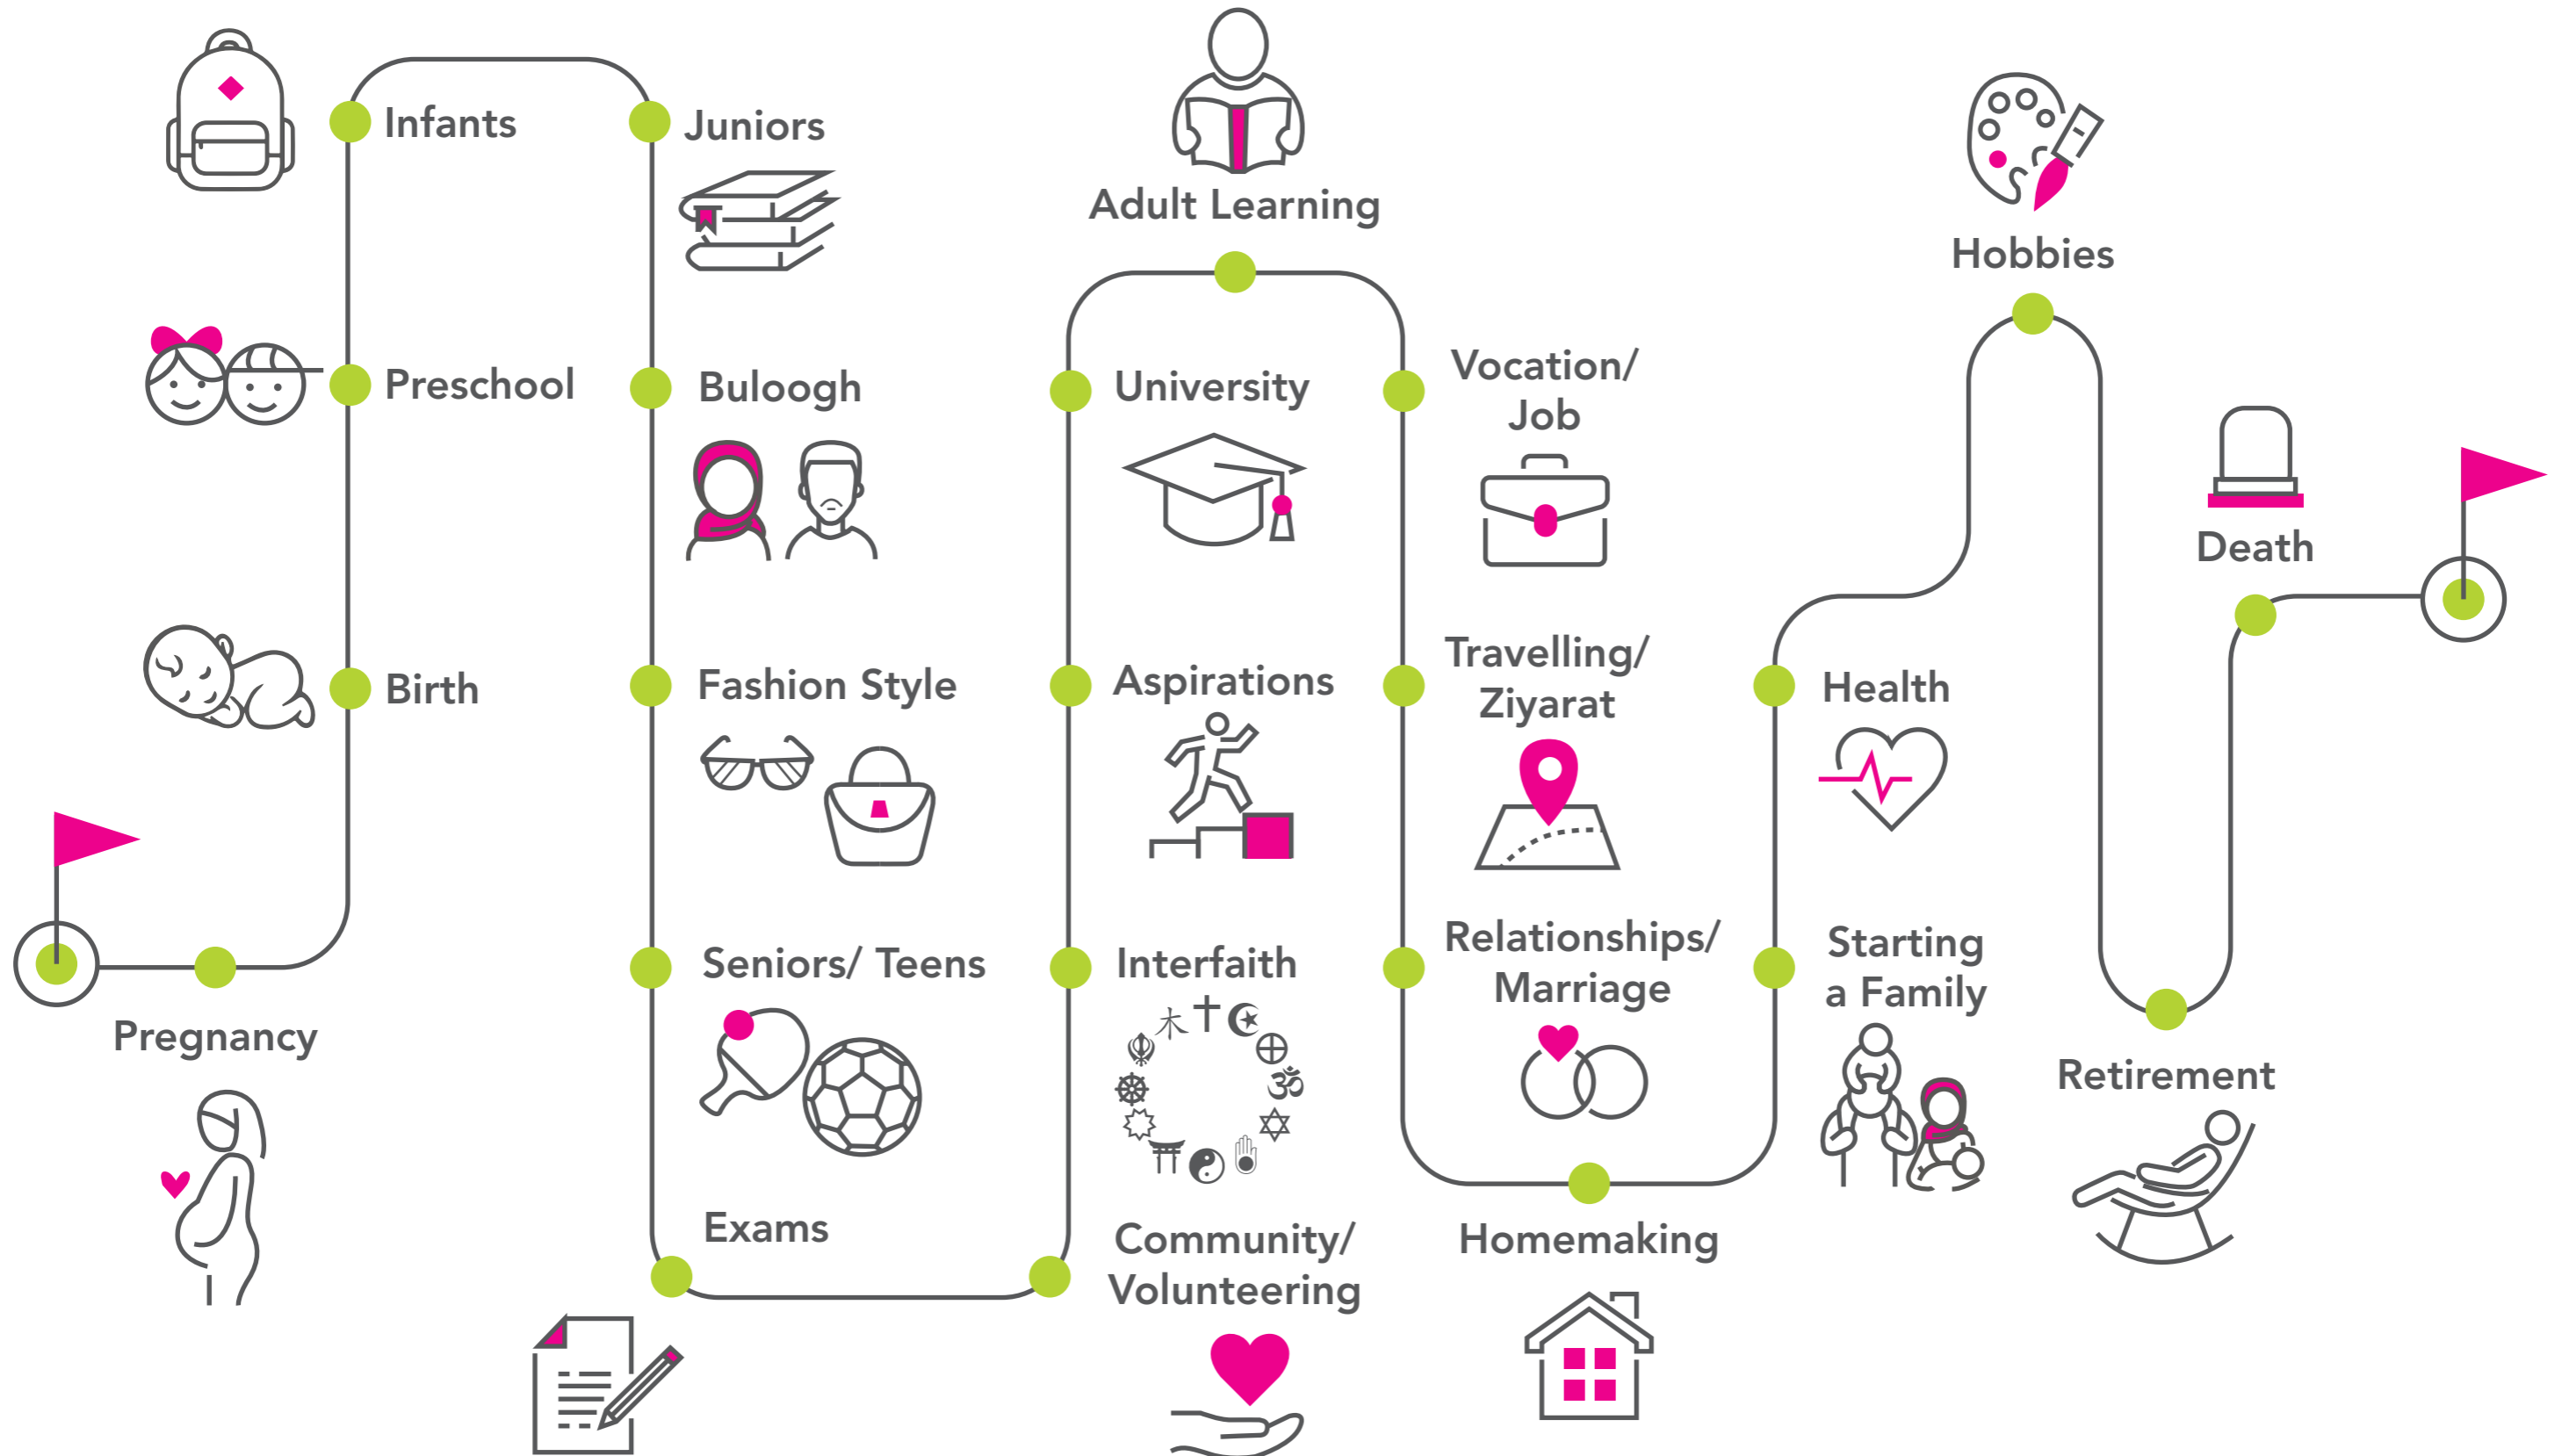 Pregnancy
Birth
Preschool
Infants
Juniors
Buloogh
Fashion Style
Seniors/ Teens
Exams
Community/
Volunteering
Interfaith
Aspirations
University
Adult Learning
Vocation/
Job
Travelling/
Ziyarat
Relationships/
Marriage
Homemaking
Starting
a Family
Health
Hobbies
Retirement
Death